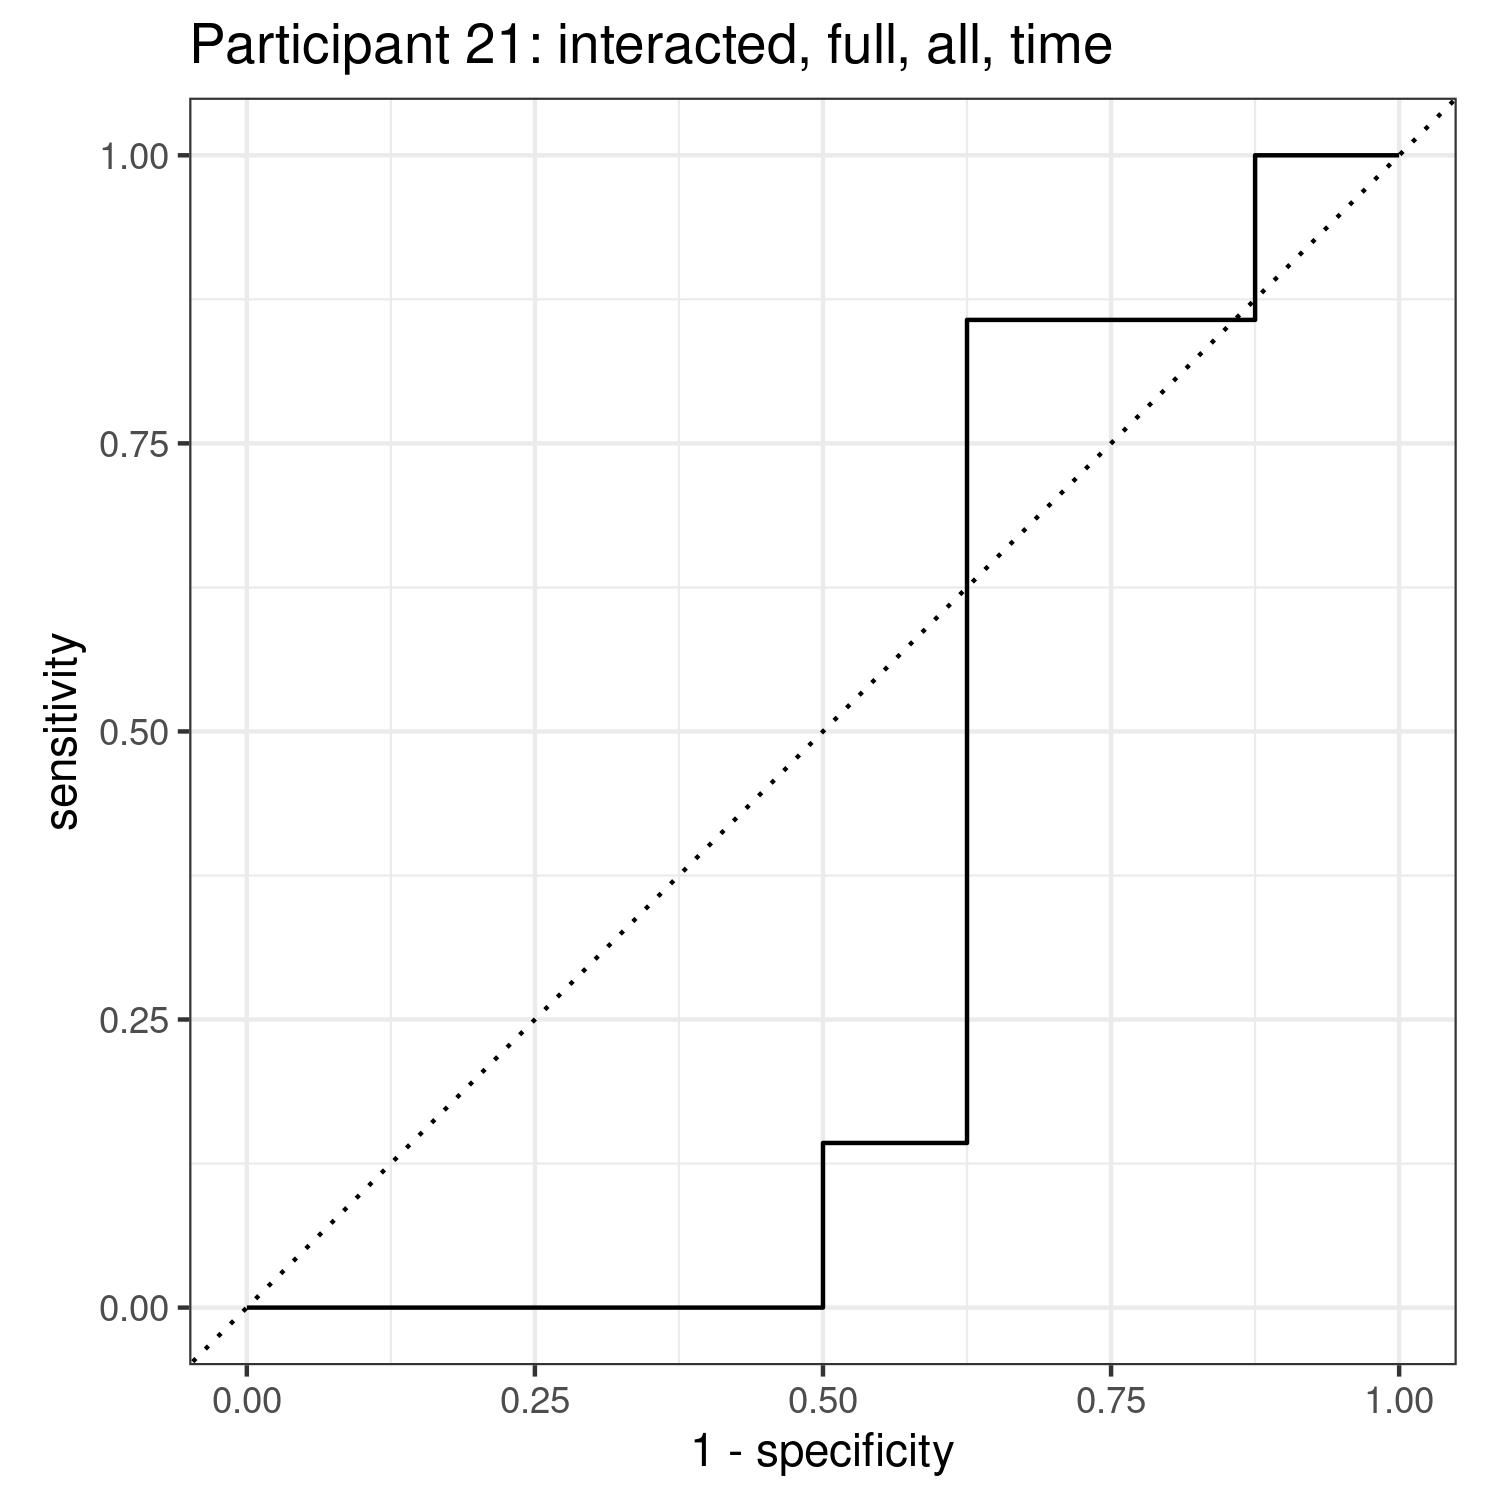 Participant 21: interacted, full, all, time
1.00
0.75
0.50
0.25
0.00
sensitivity
0.00 0.25 0.50 0.75 1.00
1 - specificity